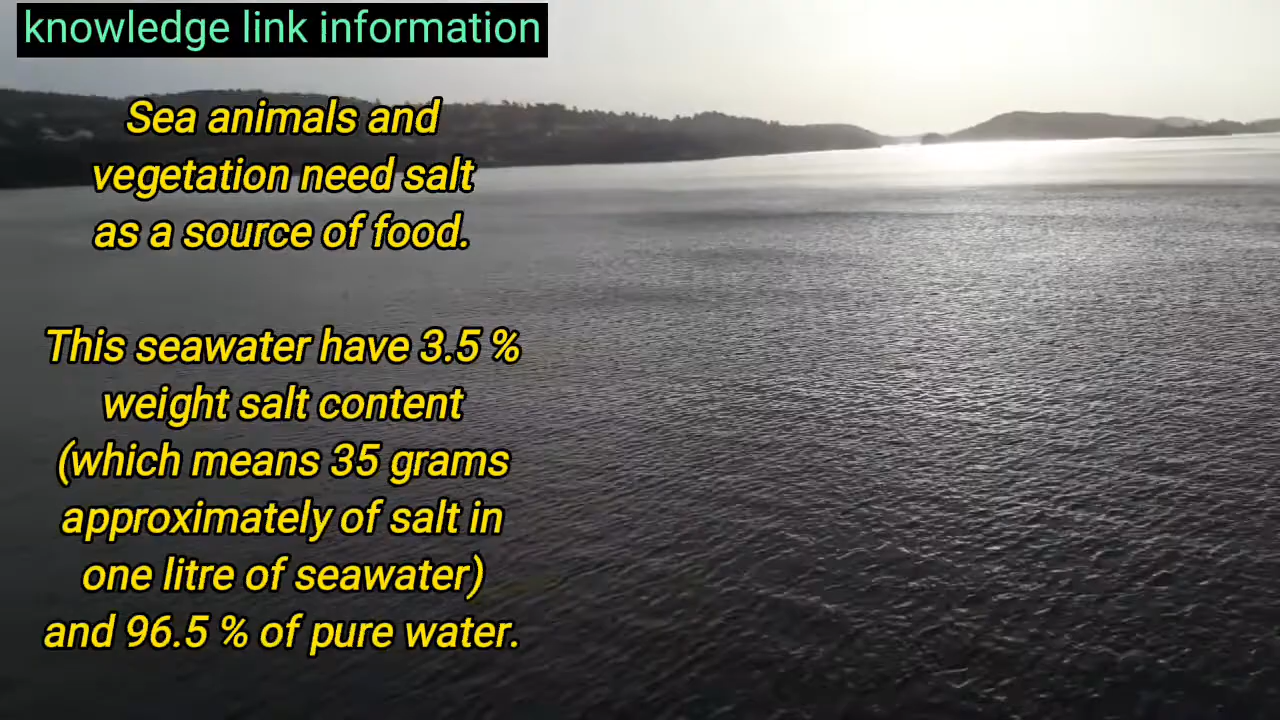 knowledge link information
Sea animals and
vegetation need salt
as a source of food.
This seawater have 3.5 %
weight salt content
(which means 35 grams
approximately of salt in
one litre of seawater)
and 96.5 % of pure water.